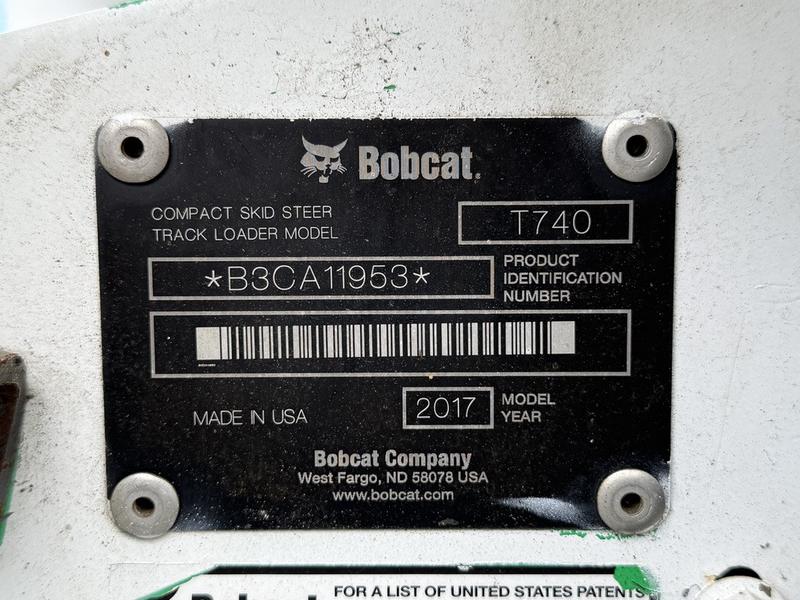 Bobcat.
COMPACT SKID STEER
TRACK LOADER MODEL
T740
*B3CA11953*
PRODUCT
IDENTIFICATION
NUMBER
MADE IN USA
2017
MODEL
YEAR
Bobcat Company
West Fargo, ND 58078 USA
www.bobcat.com
FOR A LIST OF UNITED STATES PATENTS